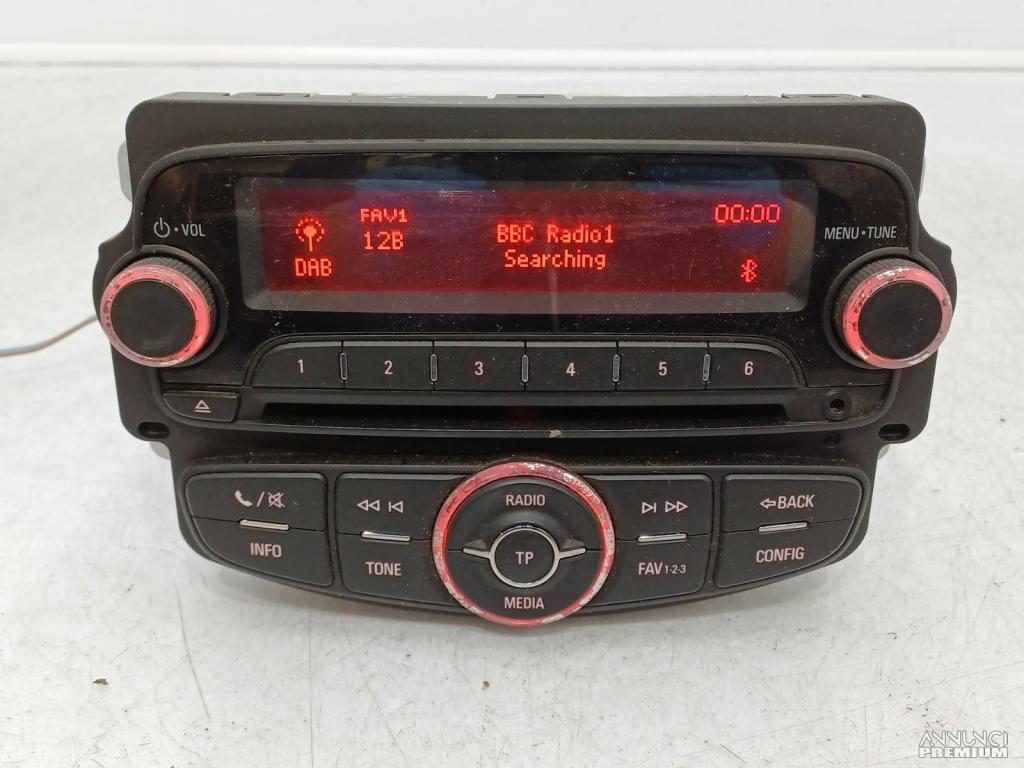 VOL
FAV1
12B
DAB
BBC Radio1
Searching
00:00
MENU•TUNE
1 2 3 4 5 6
RADIO
BACK
INFO
TONE
TP
FAV1-2-3
CONFIG
MEDIA
ANNUNCI
PREMIUM